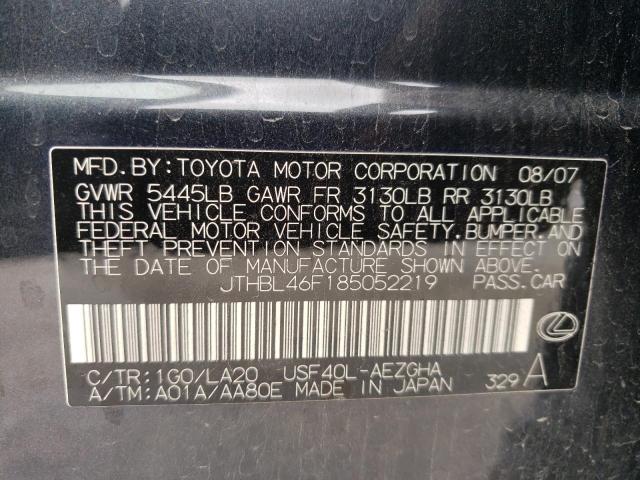 MFD.BY:TOYOTA MOTOR CORPORATION 08/07
GVWR 5445LB GAWR FR 3130LB RR 3130LB
THIS VEHICLE CONFORMS TO ALL APPLICABLE
FEDERAL MOTOR VEHICLE SAFETY,BUMPER,AND
THEFT PREVENTION STANDARDS IN EFFECT ON
THE DATE OF MANUFACTURE SHOWN ABOVE.
JTHBL46F185052219 PASS.CAR
C/TR:1G0/LA20 USF40L-AEZGHA
A/TM:A01A/AA80E MADE IN JAPAN 329 A